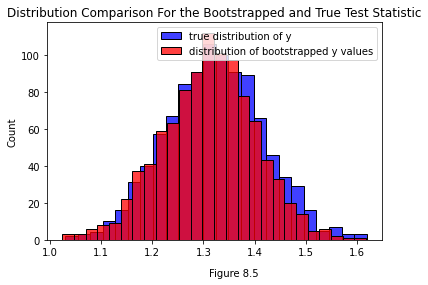 Distribution Comparison For the Bootstrapped and True Test Statistic
true distribution of y
distribution of bootstrapped y values
Count
100
80
60
40
20
0
1.0 1.1 1.2 1.3 1.4 1.5 1.6
Figure 8.5